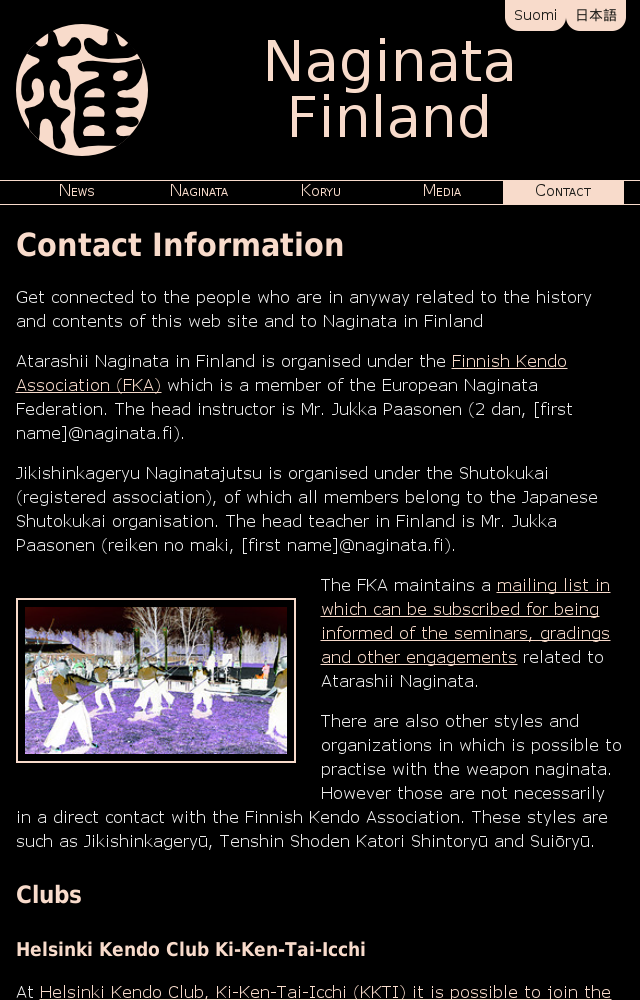 Suomi 日本語
Naginata
Finland
News Naginata Koryu Media Contact
Contact Information
Get connected to the people who are in anyway related to the history
and contents of this web site and to Naginata in Finland
Atarashii Naginata in Finland is organised under the Finnish Kendo
Association (FKA) which is a member of the European Naginata
Federation. The head instructor is Mr. Jukka Paasonen (2 dan, [first
name]@naginata.fi).
Jikishinkageryu Naginatajutsu is organised under the Shutokukai
(registered association), of which all members belong to the Japanese
Shutokukai organisation. The head teacher in Finland is Mr. Jukka
Paasonen (reiken no maki, [first name]@naginata.fi).
The FKA maintains a mailing list in
which can be subscribed for being
informed of the seminars, gradings
and other engagements related to
Atarashii Naginata.
There are also other styles and
organizations in which is possible to
practise with the weapon naginata.
However those are not necessarily
in a direct contact with the Finnish Kendo Association. These styles are
such as Jikishinkageryū, Tenshin Shoden Katori Shintoryū and Suiōryū.
Clubs
Helsinki Kendo Club Ki-Ken-Tai-Icchi
At Helsinki Kendo Club, Ki-Ken-Tai-Icchi (KKTI) it is possible to join the